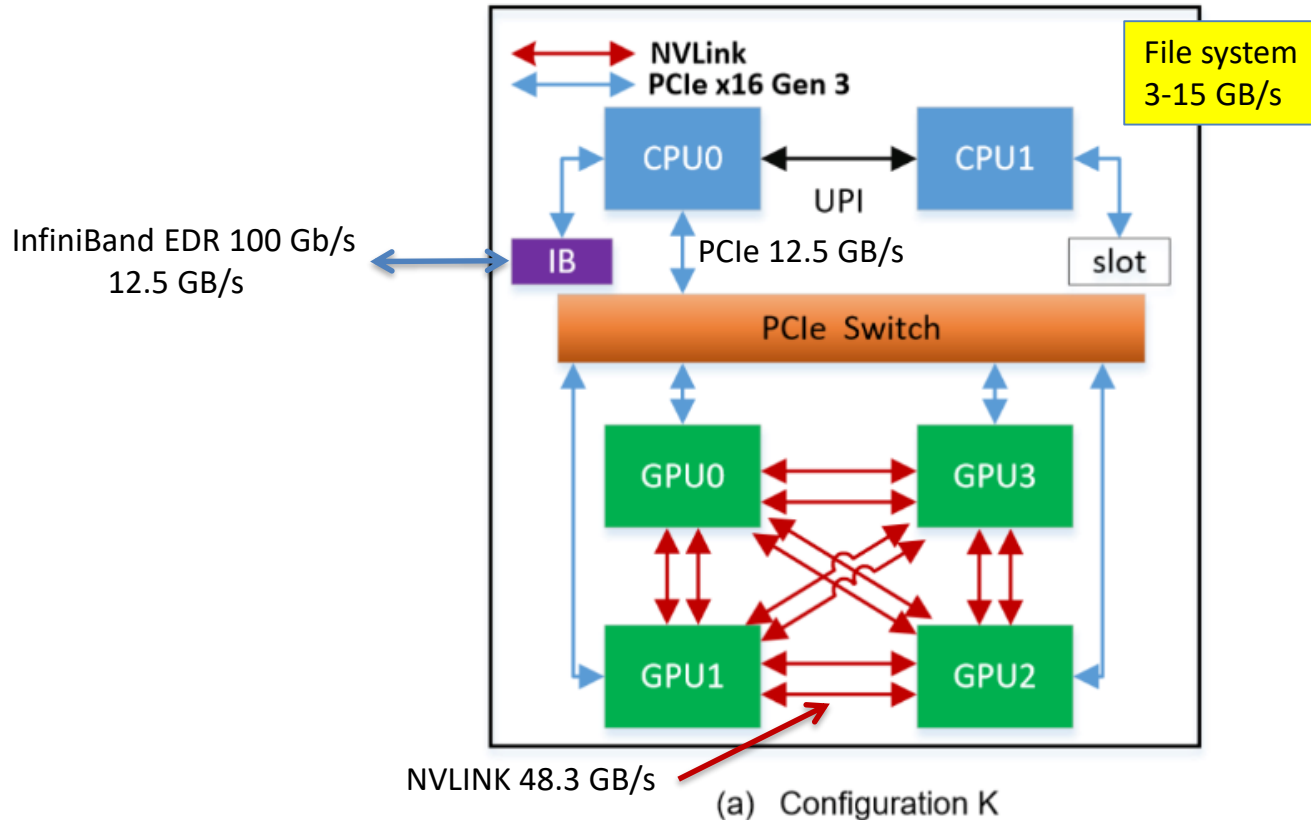 NVLink
PCIe x16 Gen 3
File system
3-15 GB/s
CPU0
CPU1
UPI
InfiniBand EDR 100 Gb/s
12.5 GB/s
IB
PCIe 12.5 GB/s
slot
PCIe Switch
GPU0
GPU3
GPU1
GPU2
NVLINK 48.3 GB/s
(a) Configuration K